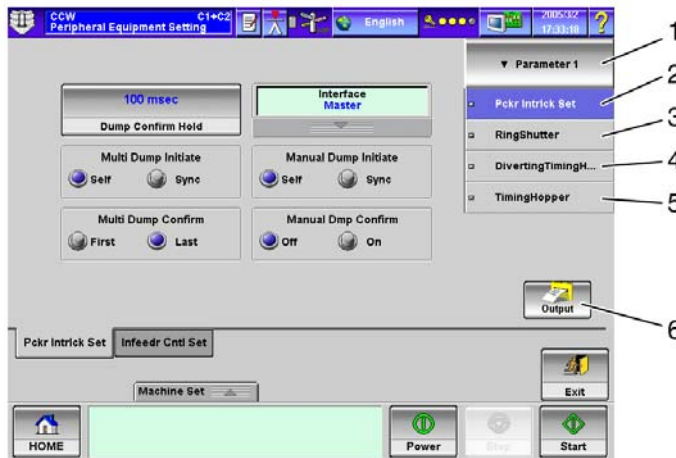 CCW C1+C2
Peripheral Equipment Setting
English
2005/3/2
17:33:10
?
1
▼ Parameter 1
2
Pckr Intrlck Set
3
RingShutter
4
DivertingTimingH...
5
TimingHopper
100 msec
Dump Confirm Hold
Interface
Master
Multi Dump Initiate
Self Sync
Manual Dump Initiate
Self Sync
Multi Dump Confirm
First Last
Manual Dmp Confirm
Off On
Output
6
Pckr Intrlck Set
Infeedr Cntl Set
Machine Set
Exit
HOME
Power
Stop
Start